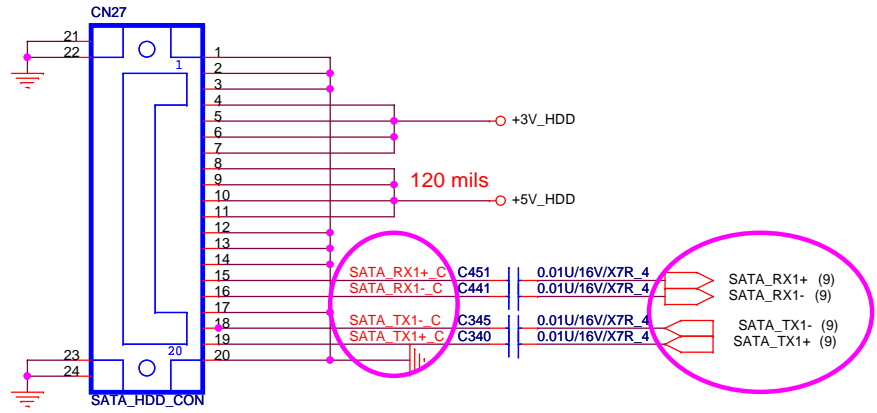 CN27
21
22
1
1
2
3
4
5
+3V_HDD
6
7
8
9
120 mils
10
+5V_HDD
11
12
13
14
15 SATA_RX1+_C C451 0.01U/16V/X7R_4 SATA_RX1+ (9)
16 SATA_RX1-_C C441 0.01U/16V/X7R_4 SATA_RX1- (9)
17
18 SATA_TX1-_C C345 0.01U/16V/X7R_4 SATA_TX1- (9)
19 SATA_TX1+_C C340 0.01U/16V/X7R_4 SATA_TX1+ (9)
20
23
20
24
SATA_HDD_CON